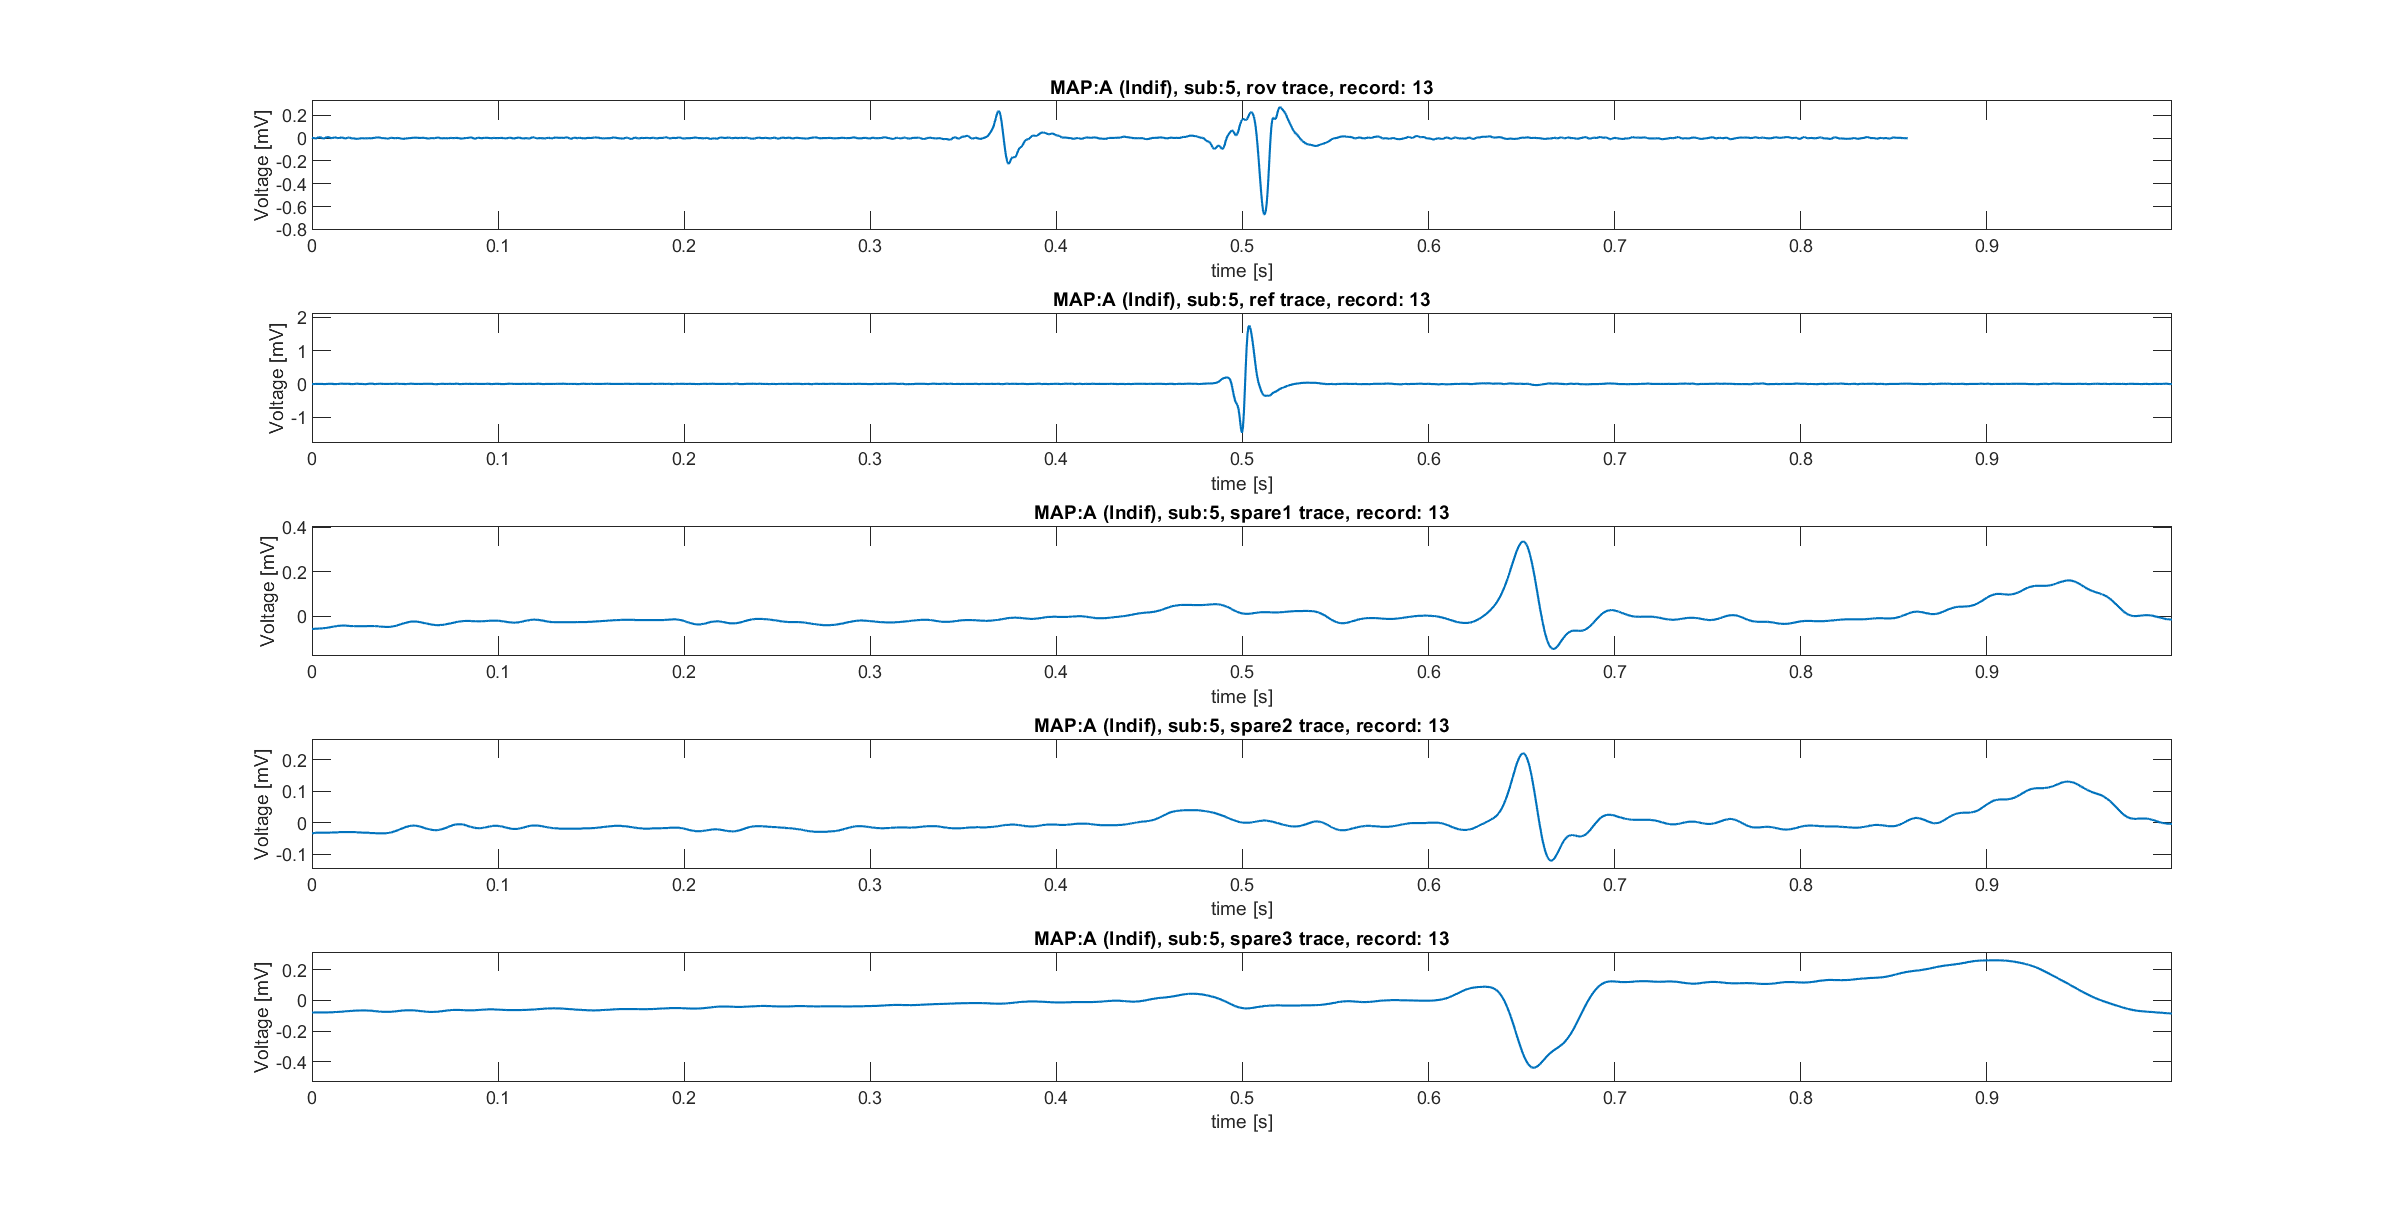 MAP:A (Indif), sub:5, rov trace, record: 13
Voltage [mV]
0.2
0
-0.2
-0.4
-0.6
-0.8
0 0.1 0.2 0.3 0.4 0.5 0.6 0.7 0.8 0.9
time [s]
MAP:A (Indif), sub:5, ref trace, record: 13
Voltage [mV]
2
1
0
-1
0 0.1 0.2 0.3 0.4 0.5 0.6 0.7 0.8 0.9
time [s]
MAP:A (Indif), sub:5, spare1 trace, record: 13
Voltage [mV]
0.4
0.2
0
0 0.1 0.2 0.3 0.4 0.5 0.6 0.7 0.8 0.9
time [s]
MAP:A (Indif), sub:5, spare2 trace, record: 13
Voltage [mV]
0.2
0.1
0
-0.1
0 0.1 0.2 0.3 0.4 0.5 0.6 0.7 0.8 0.9
time [s]
MAP:A (Indif), sub:5, spare3 trace, record: 13
Voltage [mV]
0.2
0
-0.2
-0.4
0 0.1 0.2 0.3 0.4 0.5 0.6 0.7 0.8 0.9
time [s]